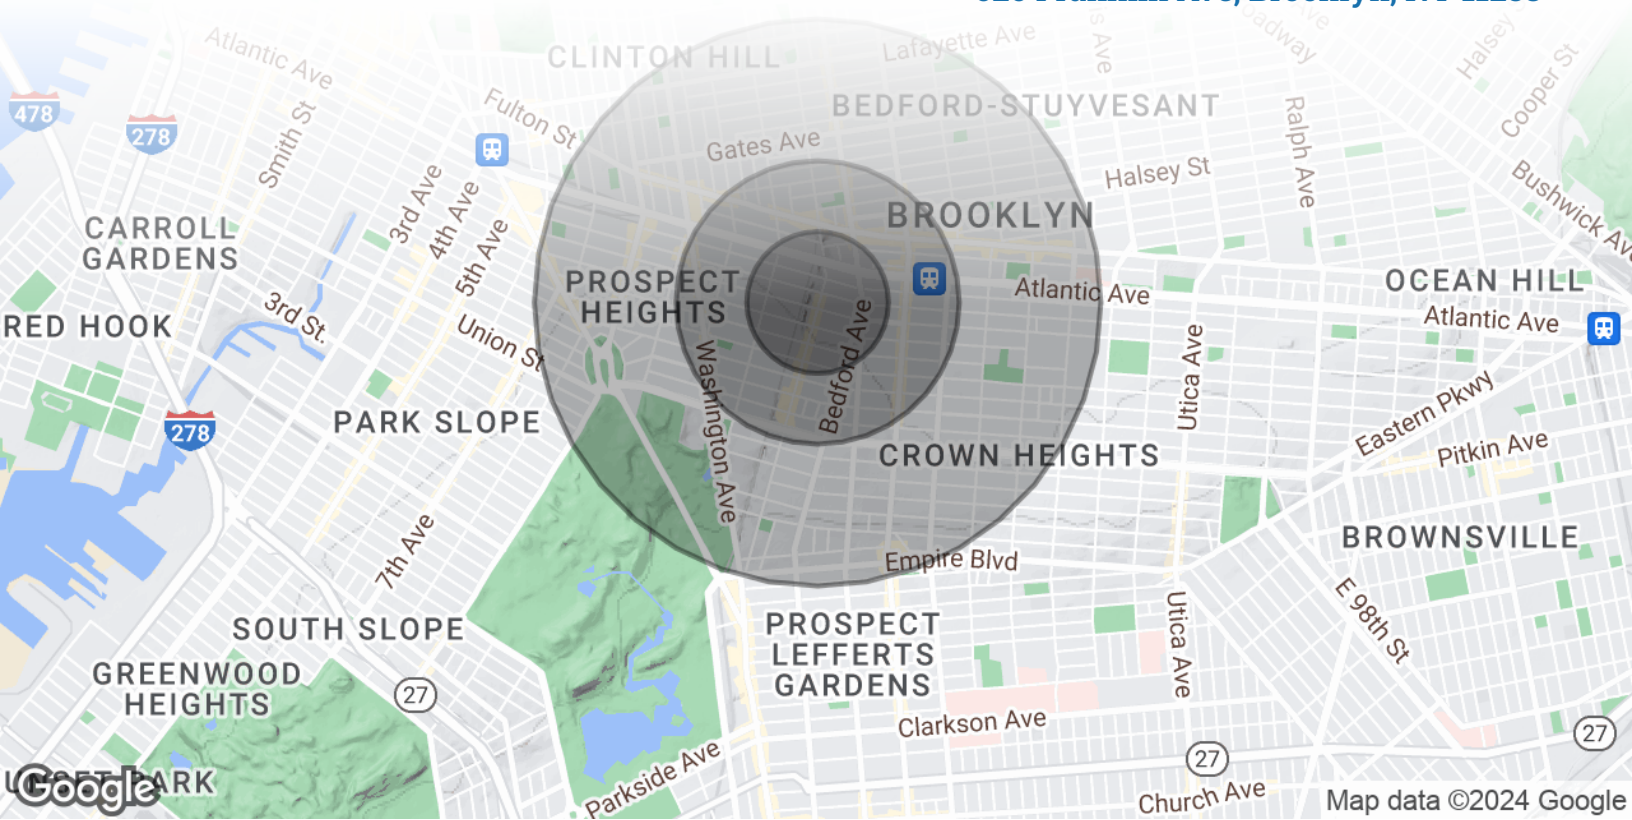 Atlantic Ave
CLINTON HILL
Lafayette Ave
s Ave
Halsey
Cooper St
478
278
Smith St
Fulton St
Gates Ave
BEDFORD-STUYVESANT
Ralph Ave
Halsey St
Bushwick Ave
3rd Ave
4th Ave
5th Ave
CARROLL
GARDENS
BROOKLYN
PROSPECT
HEIGHTS
Atlantic Ave
OCEAN HILL
Atlantic Ave
RED HOOK
3rd St.
Union St
Washington Ave
Bedford Ave
Utica Ave
Eastern Pkwy
Pitkin Ave
278
PARK SLOPE
CROWN HEIGHTS
BROWNSVILLE
7th Ave
Empire Blvd
E 98th St
SOUTH SLOPE
PROSPECT
LEFFERTS
GARDENS
Utica Ave
GREENWOOD
HEIGHTS
27
Clarkson Ave
27
27
Parkside Ave
Church Ave
PARK
Google
Map data ©2024 Google